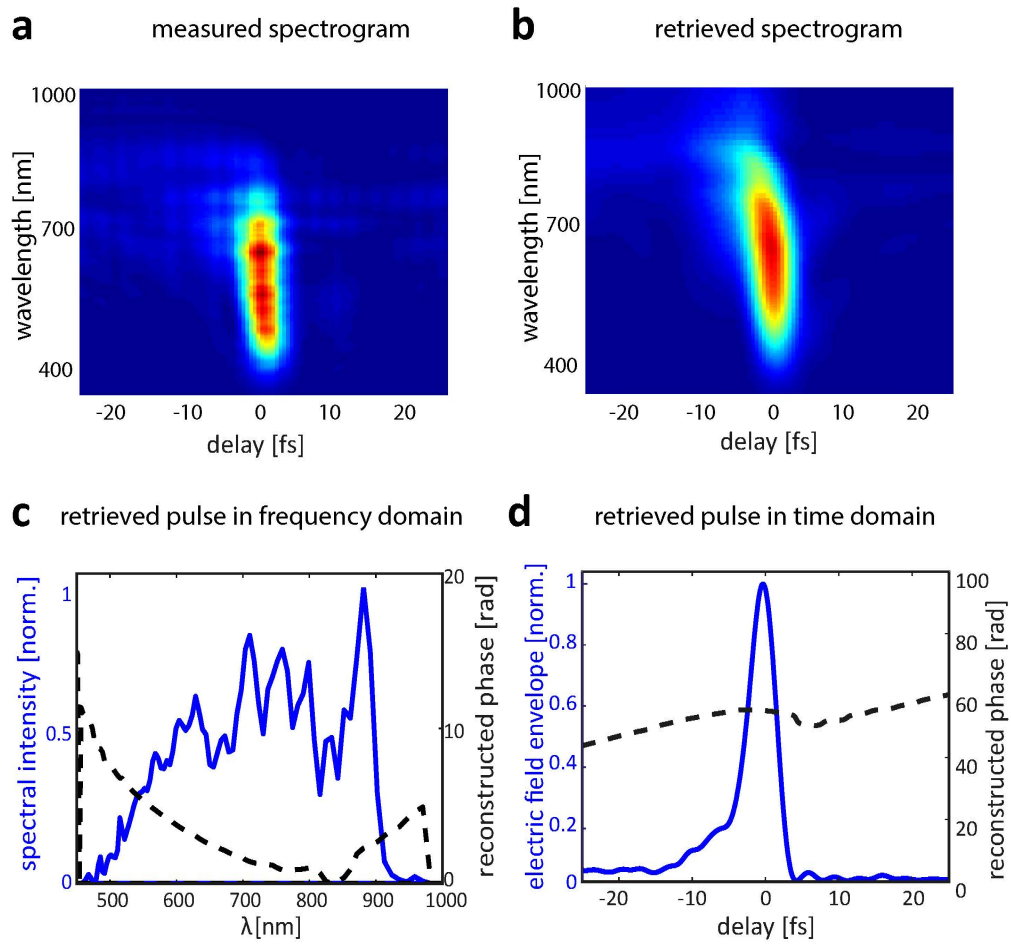 a measured spectrogram
1000
700
400
wavelength [nm]
-20 -10 0 10 20
delay [fs]
b retrieved spectrogram
1000
700
400
wavelength [nm]
-20 -10 0 10 20
delay [fs]
c retrieved pulse in frequency domain
1
0.5
0
spectral intensity [norm.]
20
10
0
reconstructed phase [rad]
500 600 700 800 900 1000
λ[nm]
d retrieved pulse in time domain
1
0.8
0.6
0.4
0.2
0
electric field envelope [norm.]
100
80
60
40
20
0
reconstructed phase [rad]
-20 -10 0 10 20
delay [fs]